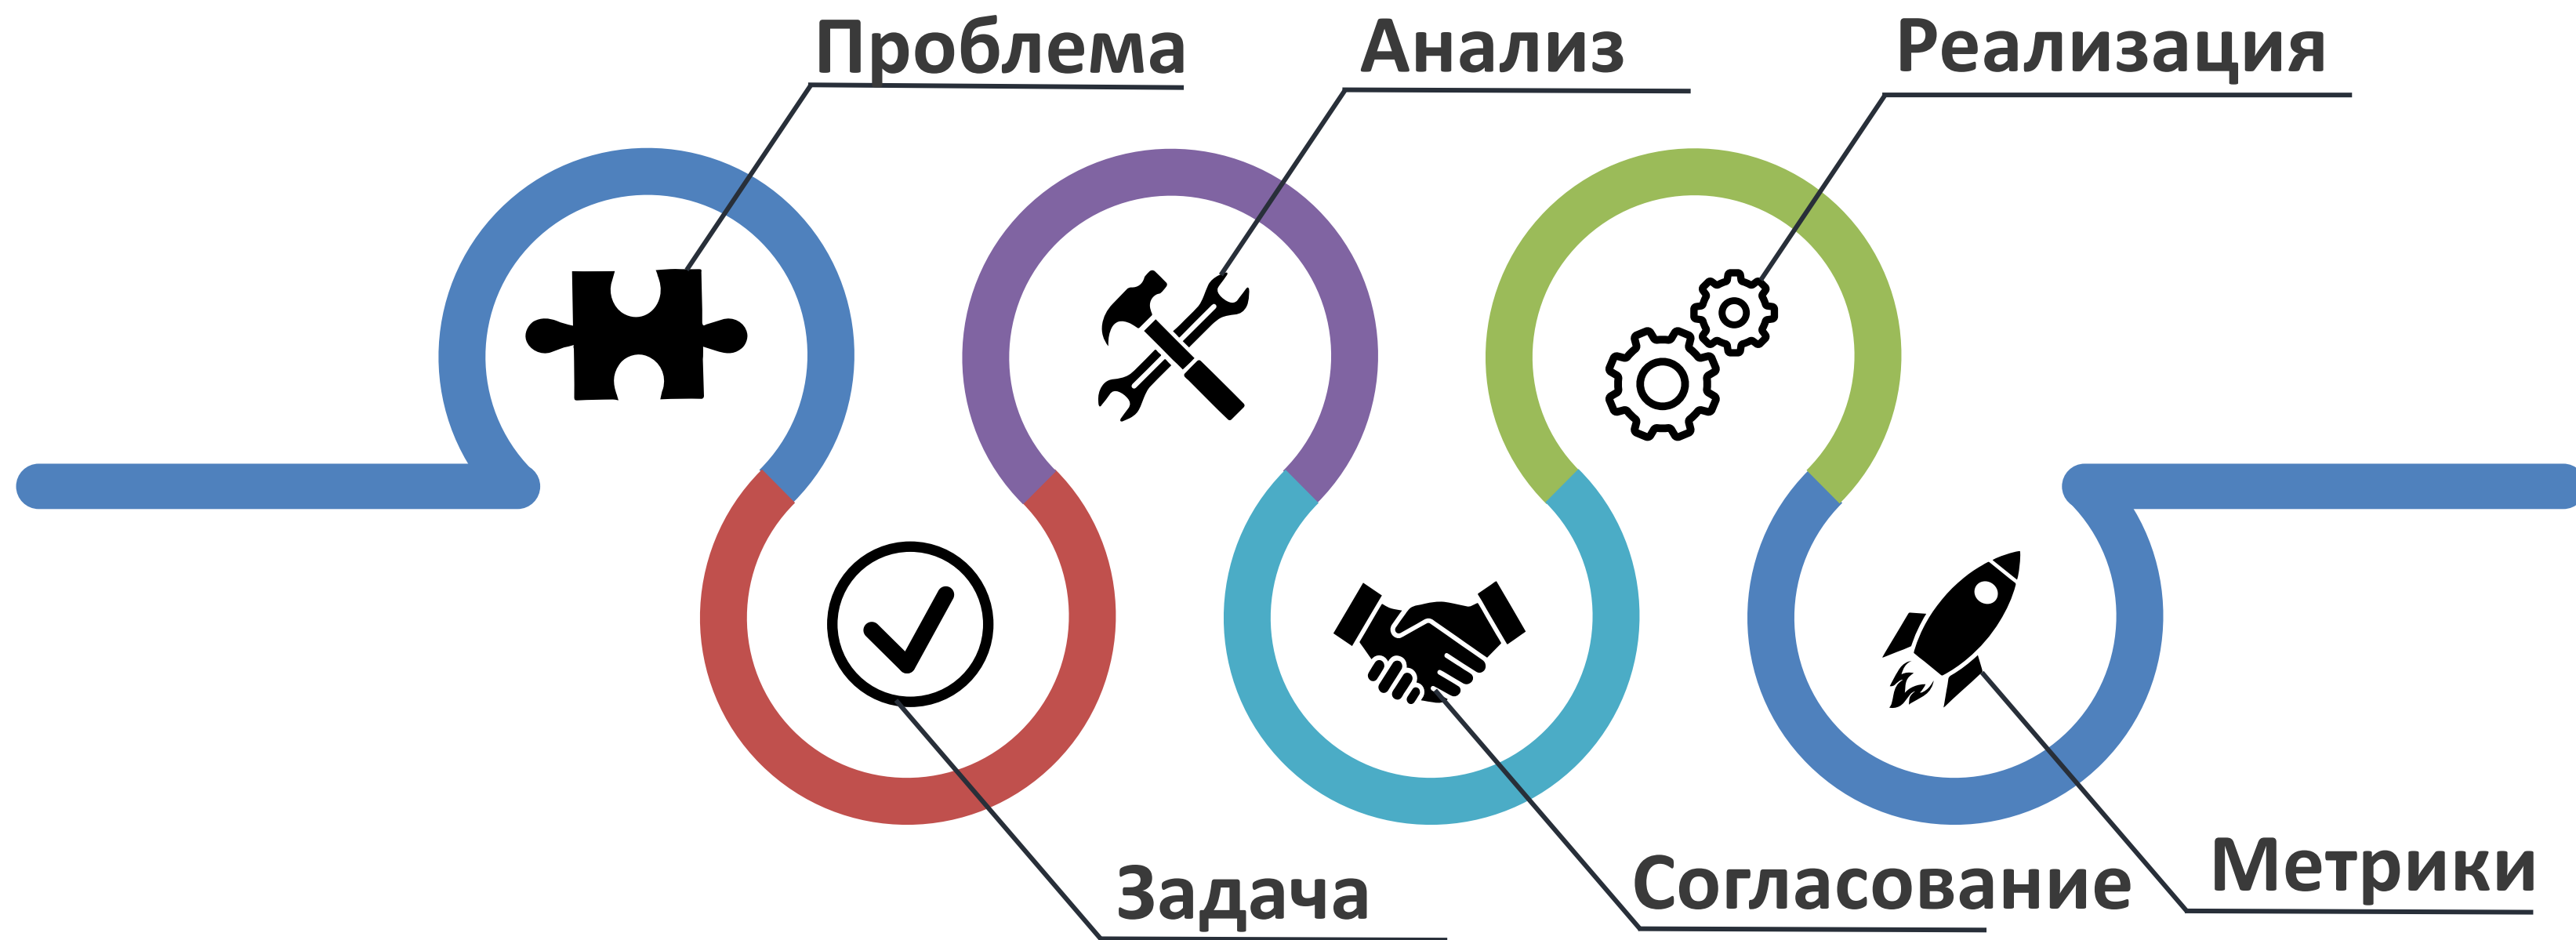 Проблема
Анализ
Реализация
Задача
Согласование
Метрики